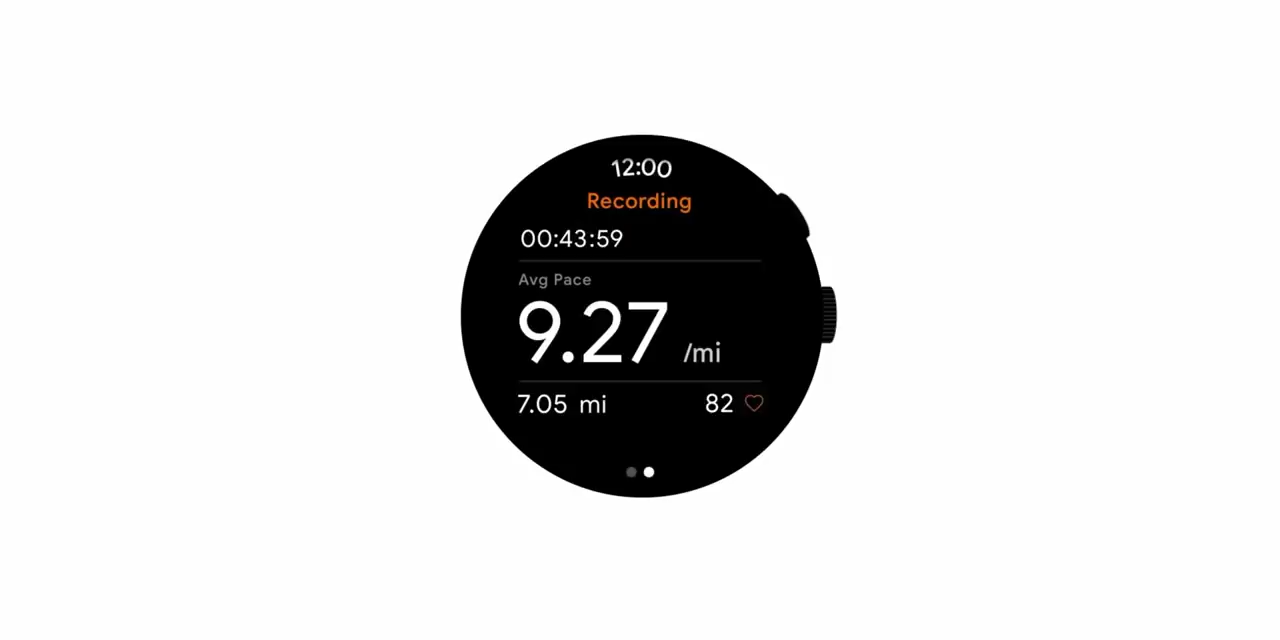 12:00
Recording
00:43:59
Avg Pace
9.27 /mi
7.05 mi 82